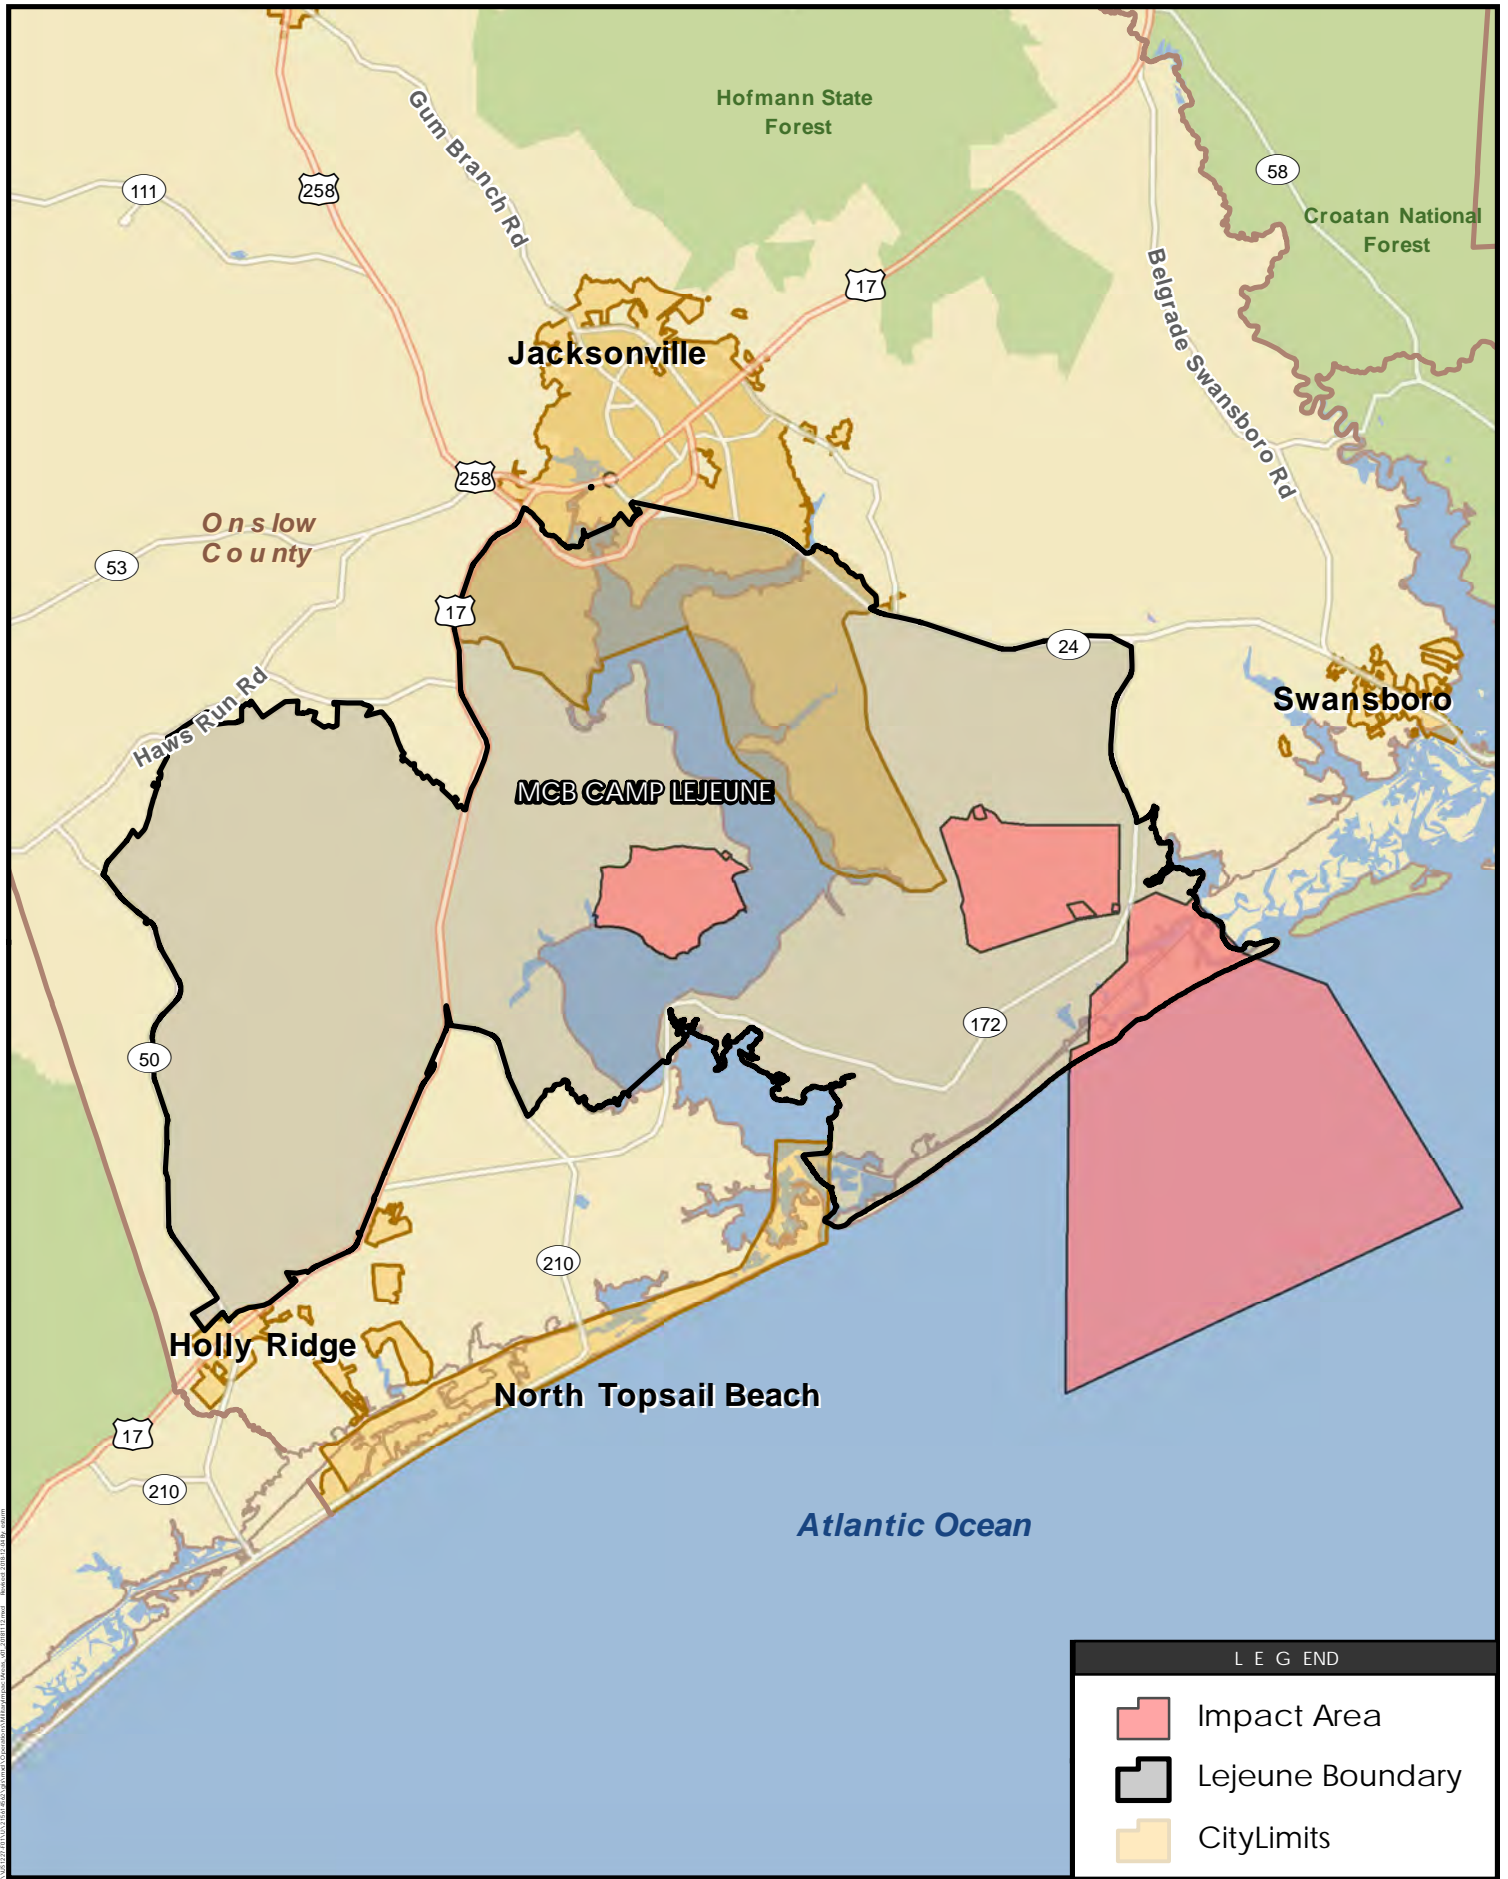 Hofmann State
Forest
Gum Branch Rd
111
258
58
Croatan National
Forest
17
Belgrade Swansboro Rd
Jacksonville
258
Onslow
County
53
17
24
Haws Run Rd
Swansboro
MCB CAMP LEJEUNE
172
50
210
Holly Ridge
North Topsail Beach
17
210
Atlantic Ocean
LEGEND
Impact Area
Lejeune Boundary
CityLimits